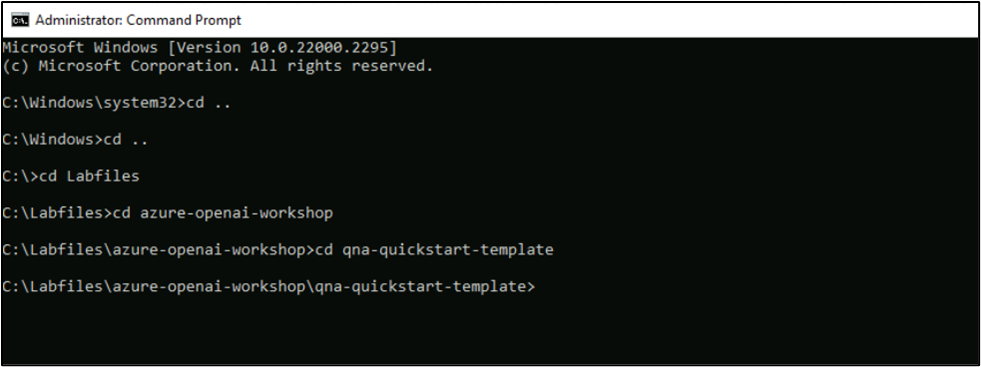 Administrator: Command Prompt
Microsoft Windows [Version 10.0.22000.2295]
(c) Microsoft Corporation. All rights reserved.
C:\Windows\system32>cd ..
C:\Windows>cd ..
C:\>cd Labfiles
C:\Labfiles>cd azure-openai-workshop
C:\Labfiles\azure-openai-workshop>cd qna-quickstart-template
C:\Labfiles\azure-openai-workshop\qna-quickstart-template>